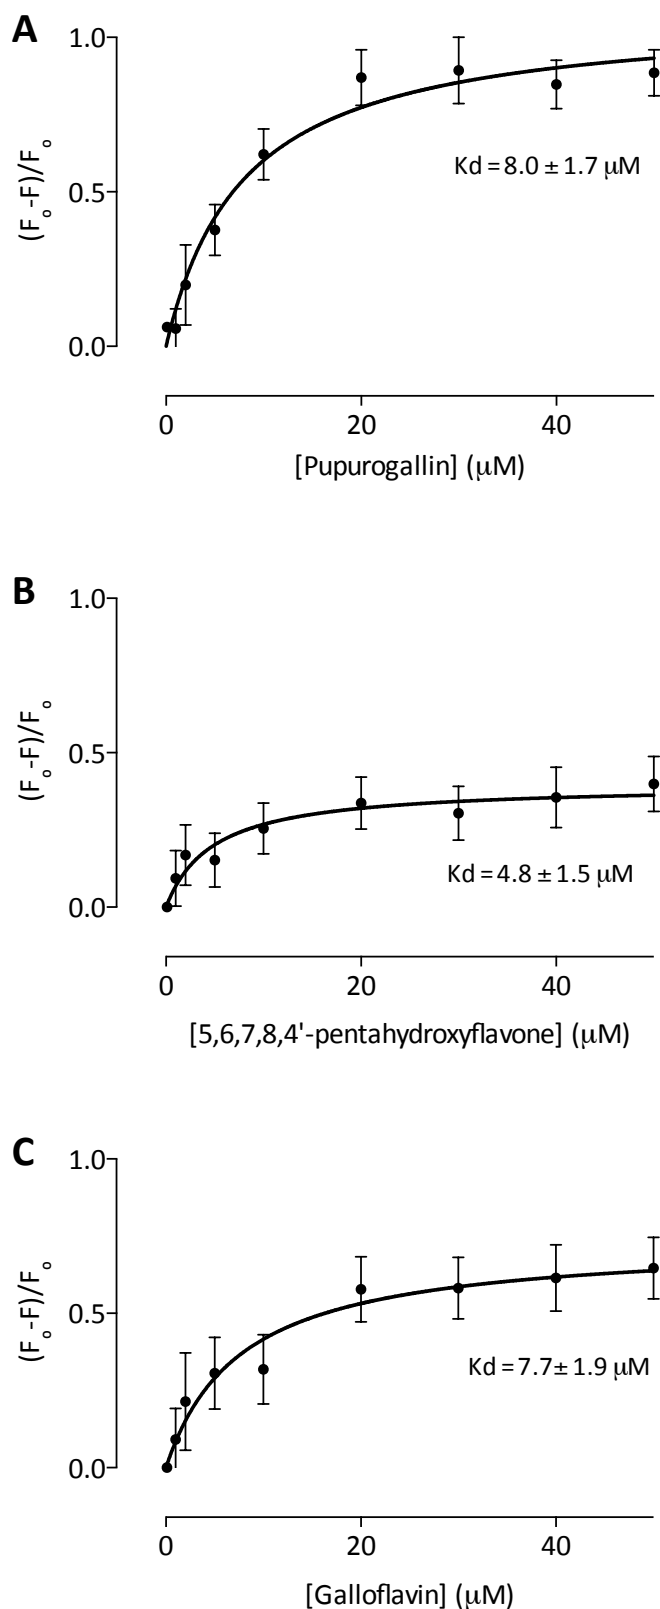 A
1.0
0.5
0.0
(Fo-F)/Fo
Kd = 8.0 ± 1.7 μM
0 20 40
[Pupurogallin] (μM)
B
1.0
0.5
0.0
(Fo-F)/Fo
Kd = 4.8 ± 1.5 μM
0 20 40
[5,6,7,8,4'-pentahydroxyflavone] (μM)
C
1.0
0.5
0.0
(Fo-F)/Fo
Kd = 7.7± 1.9 μM
0 20 40
[Galloflavin] (μM)